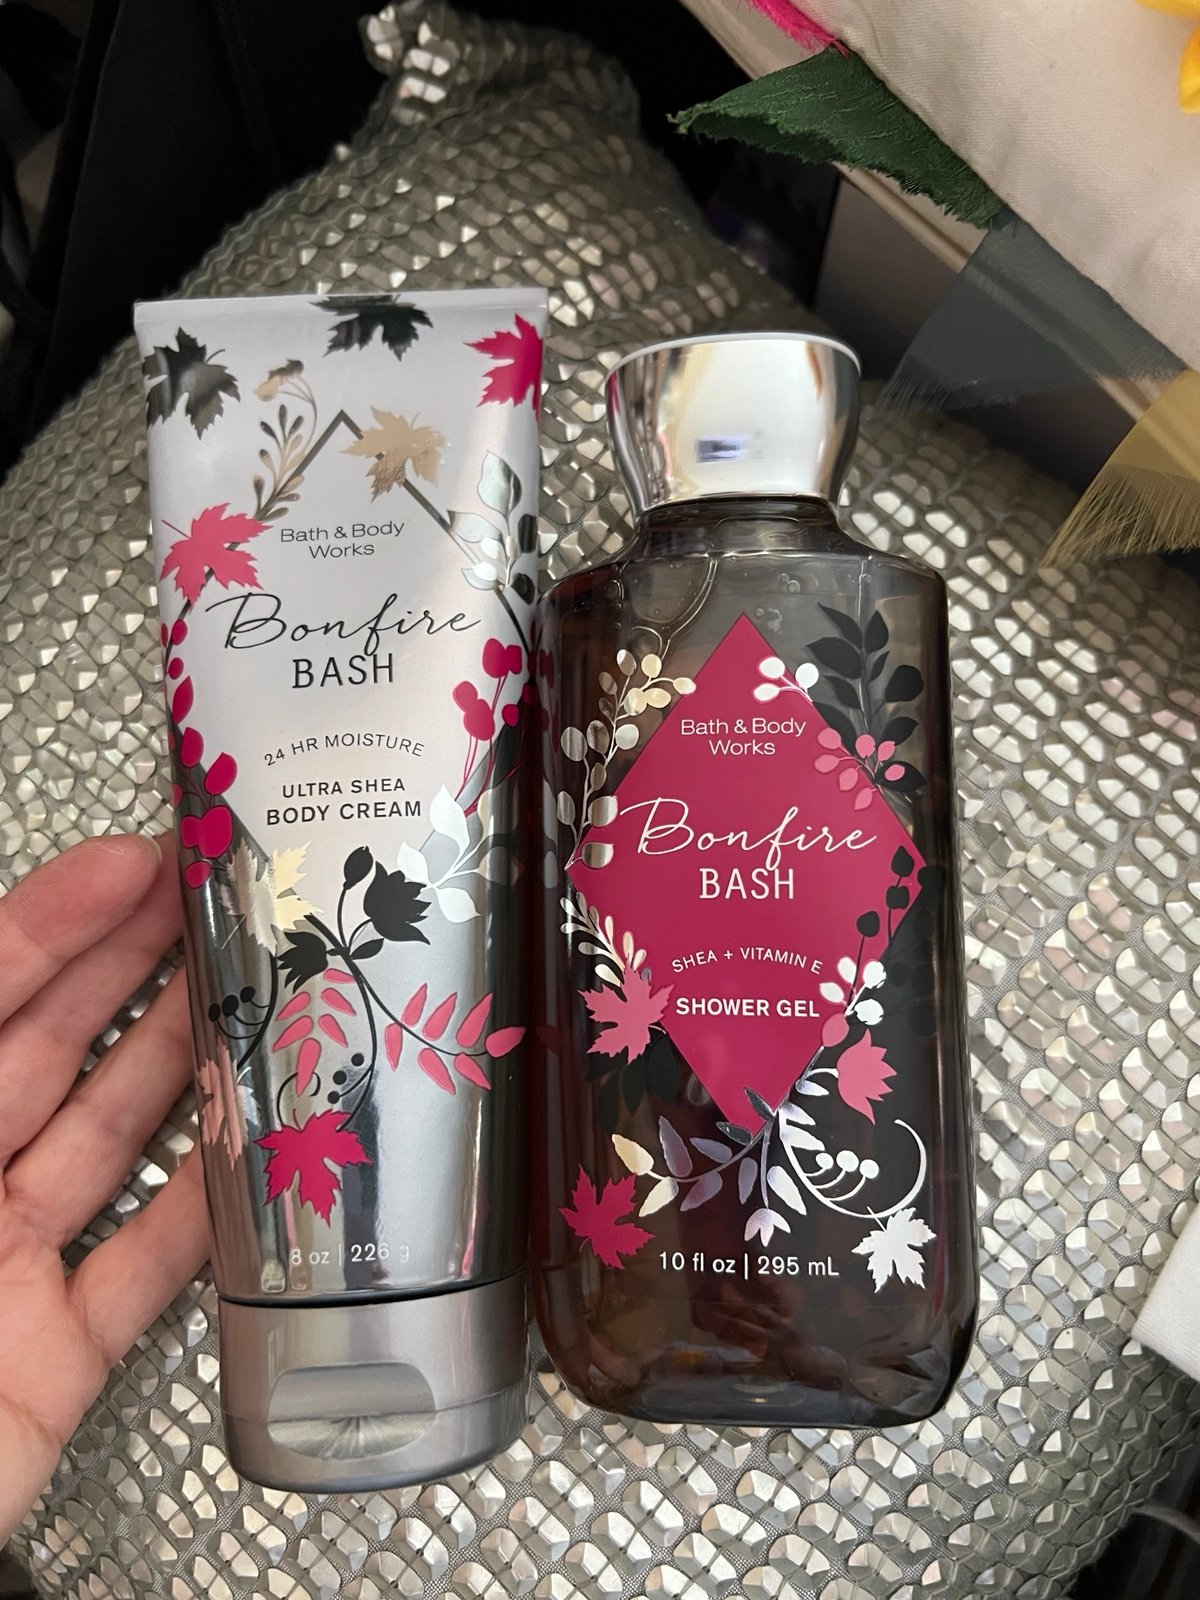 Bath & Body
Works
Bonfire
BASH
24 HR MOISTURE
ULTRA SHEA
BODY CREAM
8 oz | 226 g
Bath & Body
Works
Bonfire
BASH
SHEA + VITAMIN E
SHOWER GEL
10 fl oz | 295 mL